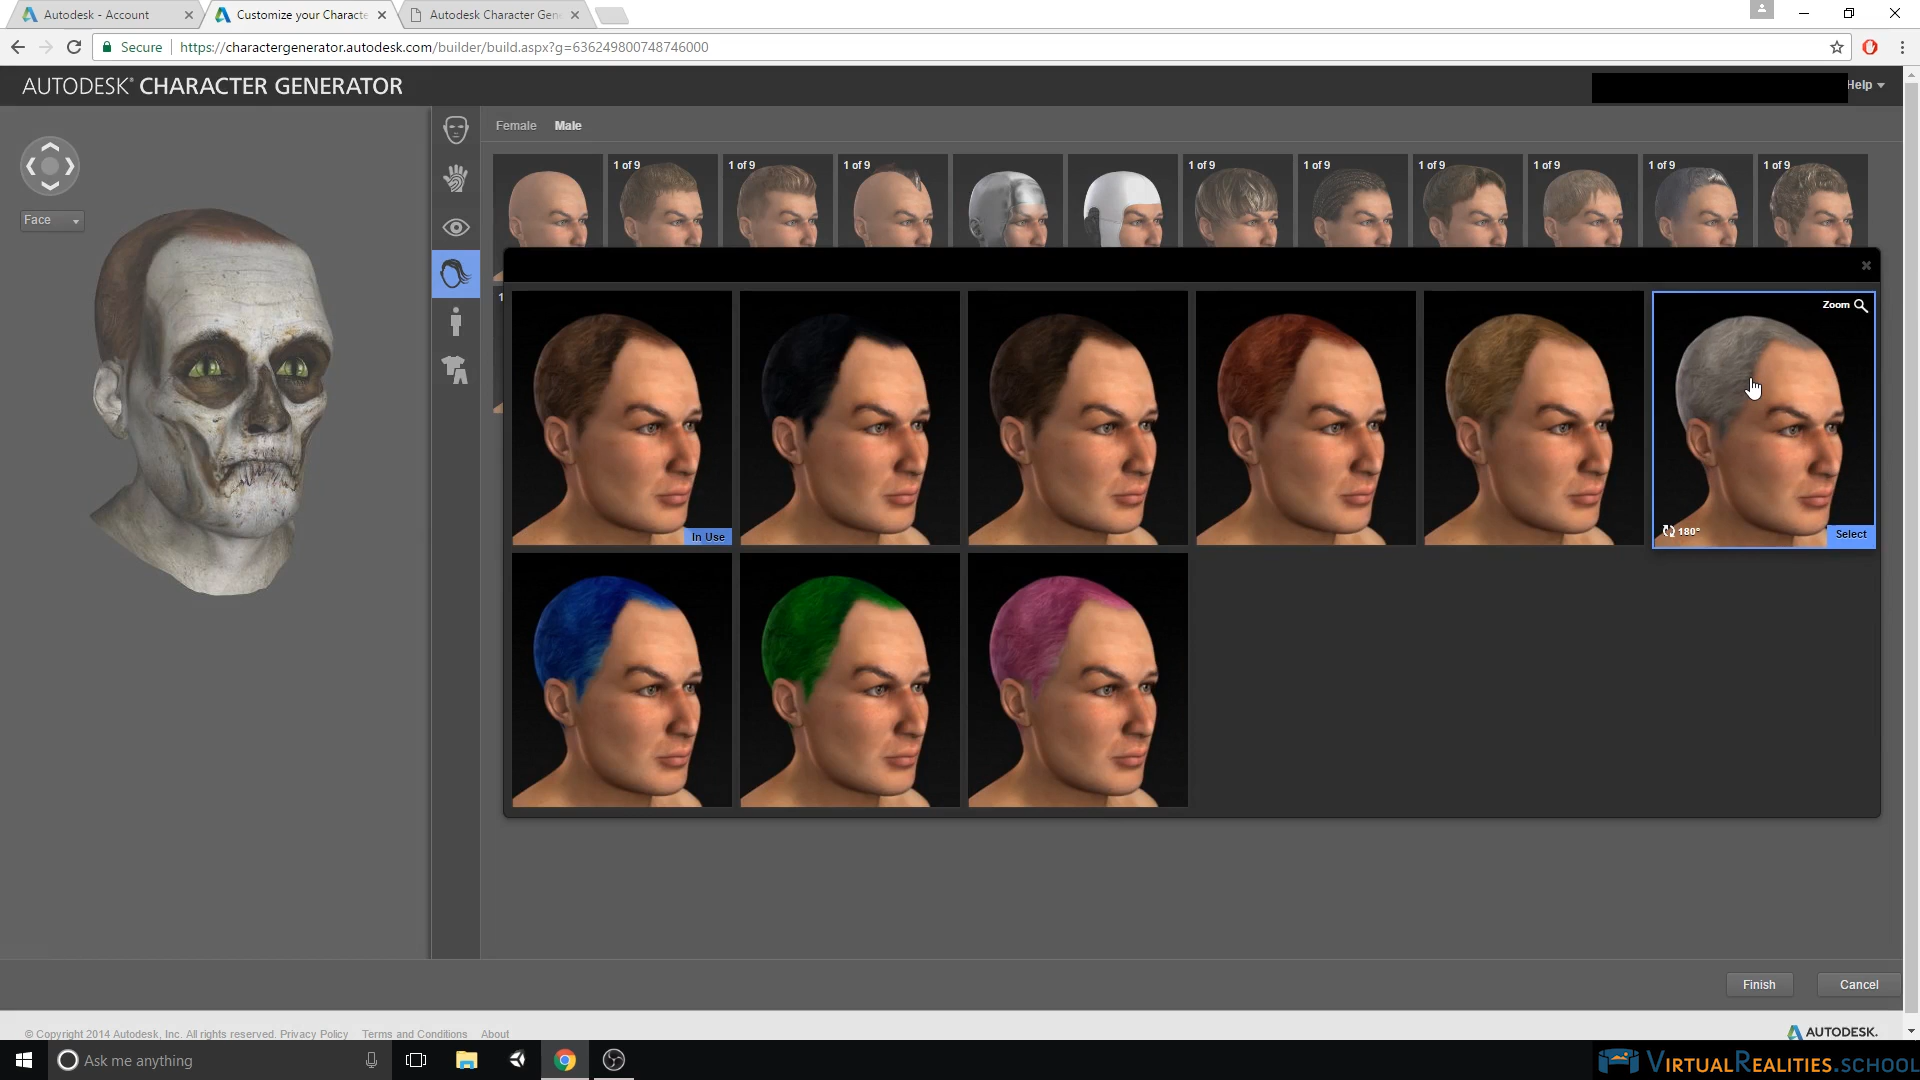 Autodesk - Account
Customize your Characte
Autodesk Character Gen
Secure
https://charactergenerator.autodesk.com/builder/build.aspx?g=636249800748746000
AUTODESK® CHARACTER GENERATOR
Help
Female Male
1 of 9 1 of 9 1 of 9 1 of 9 1 of 9 1 of 9 1 of 9 1 of 9 1 of 9
Face
1
Zoom
180°
Select
In Use
Finish
Cancel
© Copyright 2014 Autodesk, Inc. All rights reserved. Privacy Policy Terms and Conditions About
AUTODESK.
Ask me anything
VIRTUALREALITIES.SCHOOL